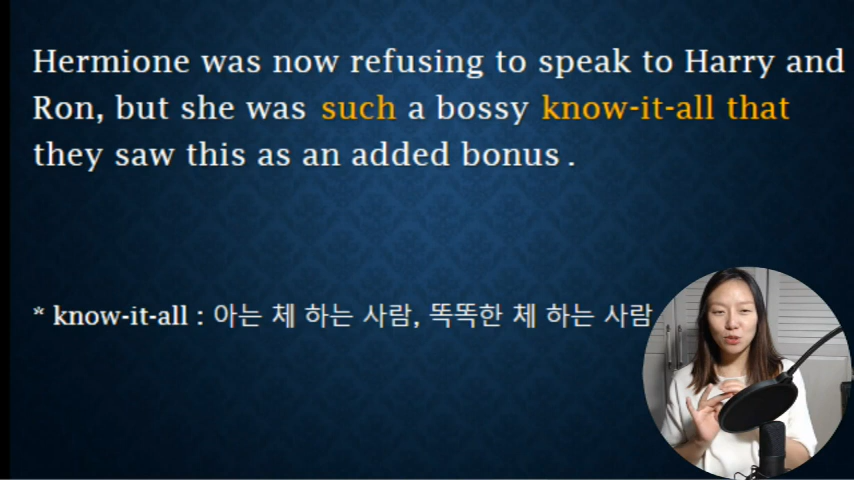 Hermione was now refusing to speak to Harry and
Ron, but she was such a bossy know-it-all that
they saw this as an added bonus .
* know-it-all : 아는 체 하는 사람, 똑똑한 체 하는 사람